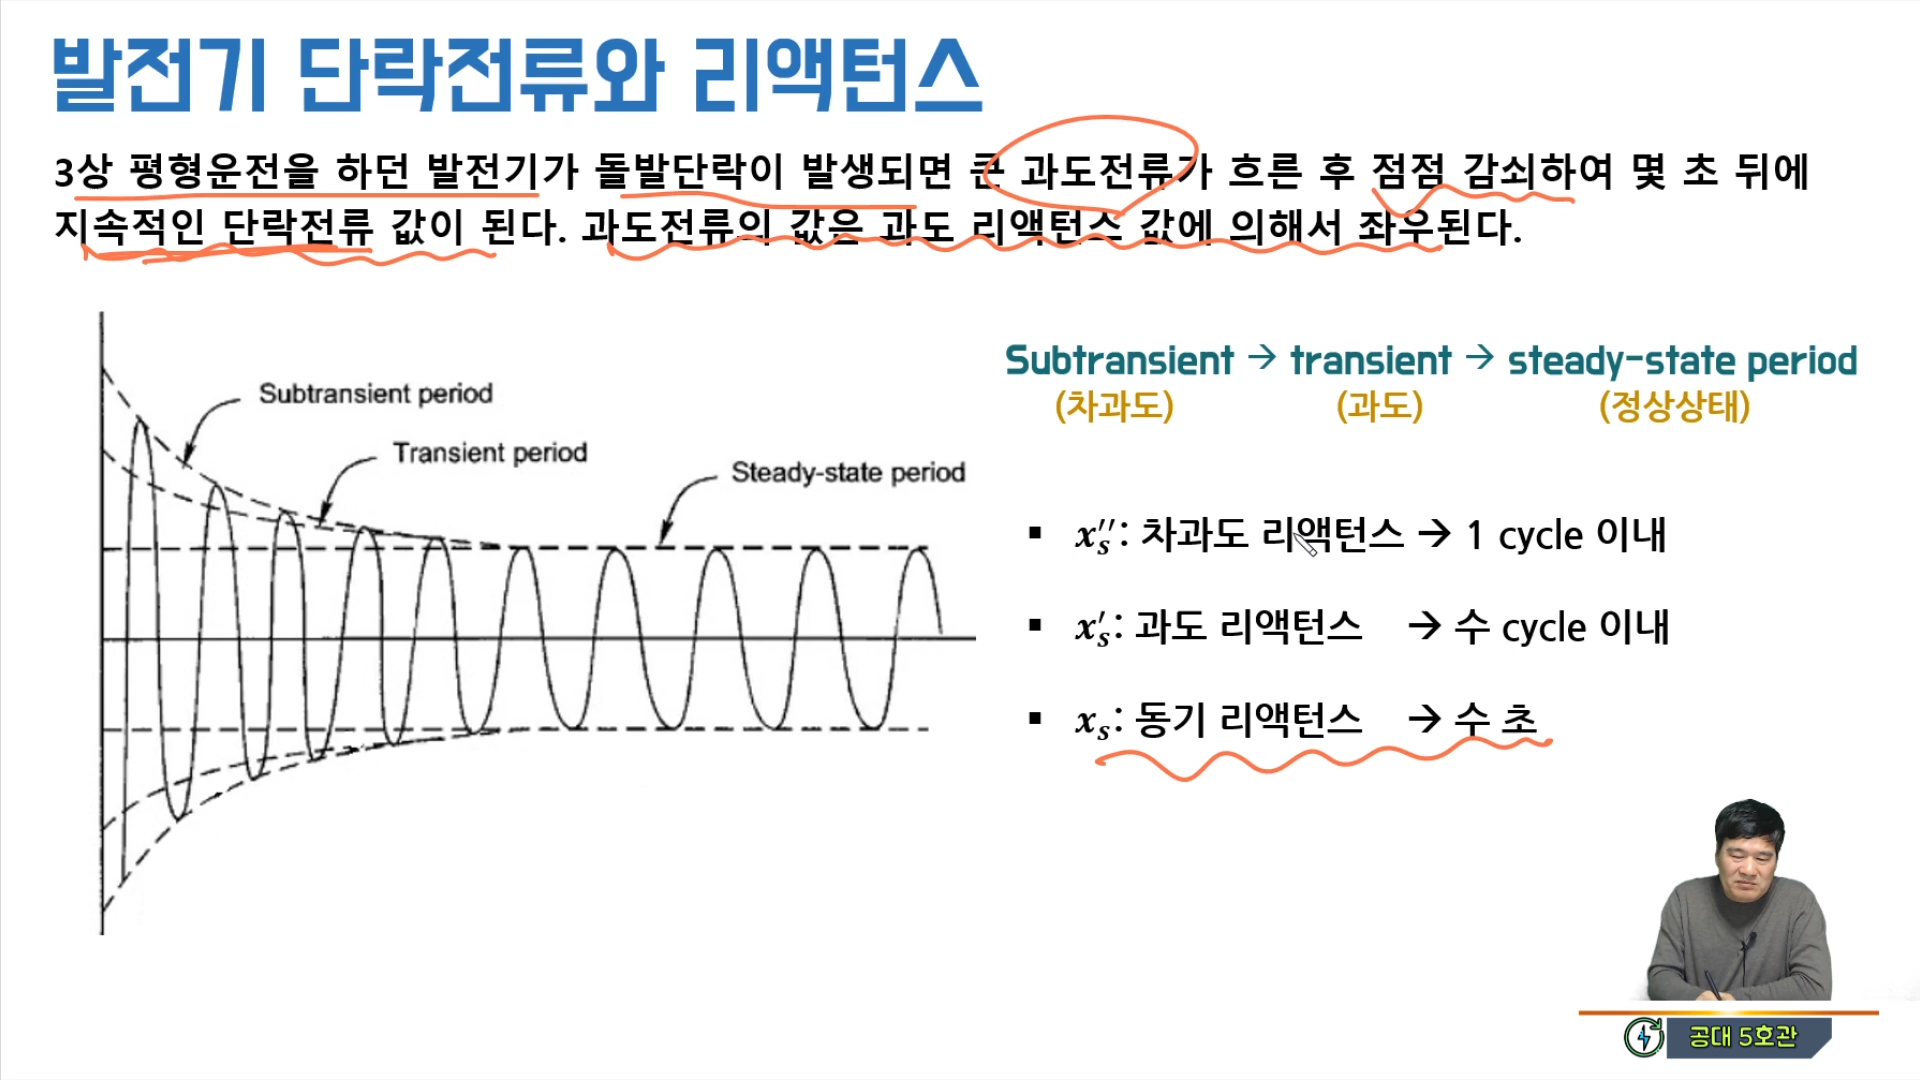 발전기 단락전류와 리액턴스
3상 평형운전을 하던 발전기가 돌발단락이 발생되면 큰 과도전류가 흐른 후 점점 감쇠하여 몇 초 뒤에
지속적인 단락전류 값이 된다. 과도전류의 값은 과도 리액턴스 값에 의해서 좌우된다.
Subtransient period
Transient period
Steady-state period
Subtransient → transient → steady-state period
(차과도) (과도) (정상상태)
▪ xₛ′′: 차과도 리액턴스 → 1 cycle 이내
▪ xₛ′: 과도 리액턴스 → 수 cycle 이내
▪ xₛ: 동기 리액턴스 → 수 초
공대 5호관